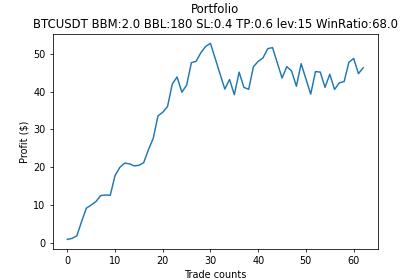 Portfolio
BTCUSDT BBM:2.0 BBL:180 SL:0.4 TP:0.6 lev:15 WinRatio:68.0
50
40
30
20
10
0
Profit ($)
0 10 20 30 40 50 60
Trade counts